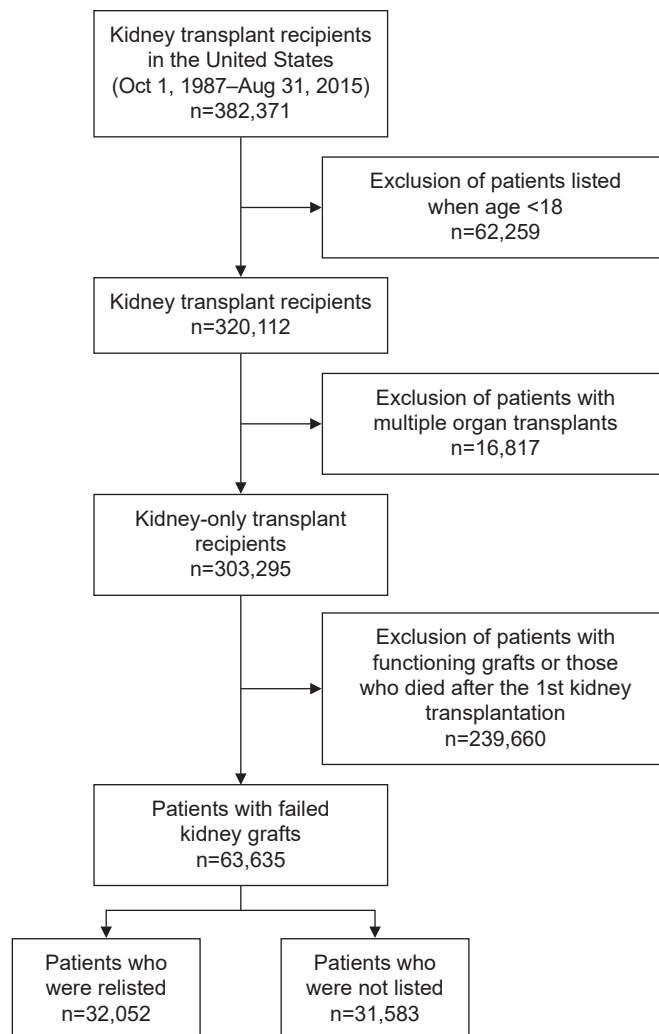 Kidney transplant recipients
in the United States
(Oct 1, 1987–Aug 31, 2015)
n=382,371
Exclusion of patients listed
when age <18
n=62,259
Kidney transplant recipients
n=320,112
Exclusion of patients with
multiple organ transplants
n=16,817
Kidney-only transplant
recipients
n=303,295
Exclusion of patients with
functioning grafts or those
who died after the 1st kidney
transplantation
n=239,660
Patients with failed
kidney grafts
n=63,635
Patients who
were relisted
n=32,052
Patients who
were not listed
n=31,583